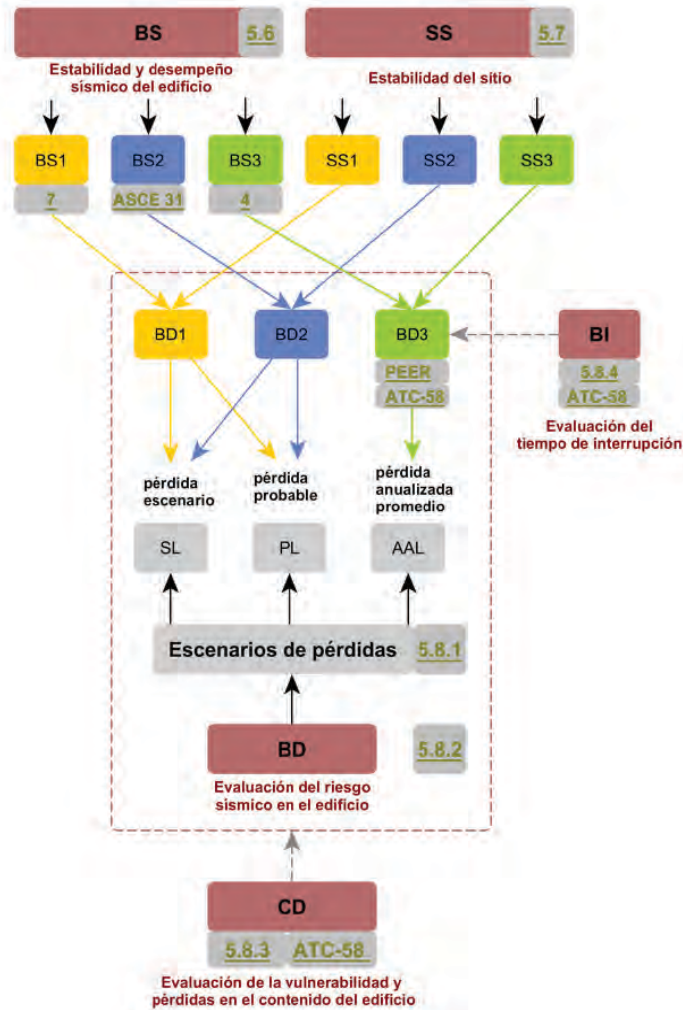 BS 5.6 SS 5.7
Estabilidad y desempeño
sísmico del edificio
Estabilidad del sitio
BS1 BS2 BS3 SS1 SS2 SS3
7 ASCE 31 4
BD1 BD2 BD3 BI
PEER
ATC-58
5.8.4
ATC-58
Evaluación del
tiempo de interrupción
pérdida
escenario
pérdida
probable
pérdida
anualizada
promedio
SL PL AAL
Escenarios de pérdidas 5.8.1
BD 5.8.2
Evaluación del riesgo
sísmico en el edificio
CD
5.8.3 ATC-58
Evaluación de la vulnerabilidad y
pérdidas en el contenido del edificio